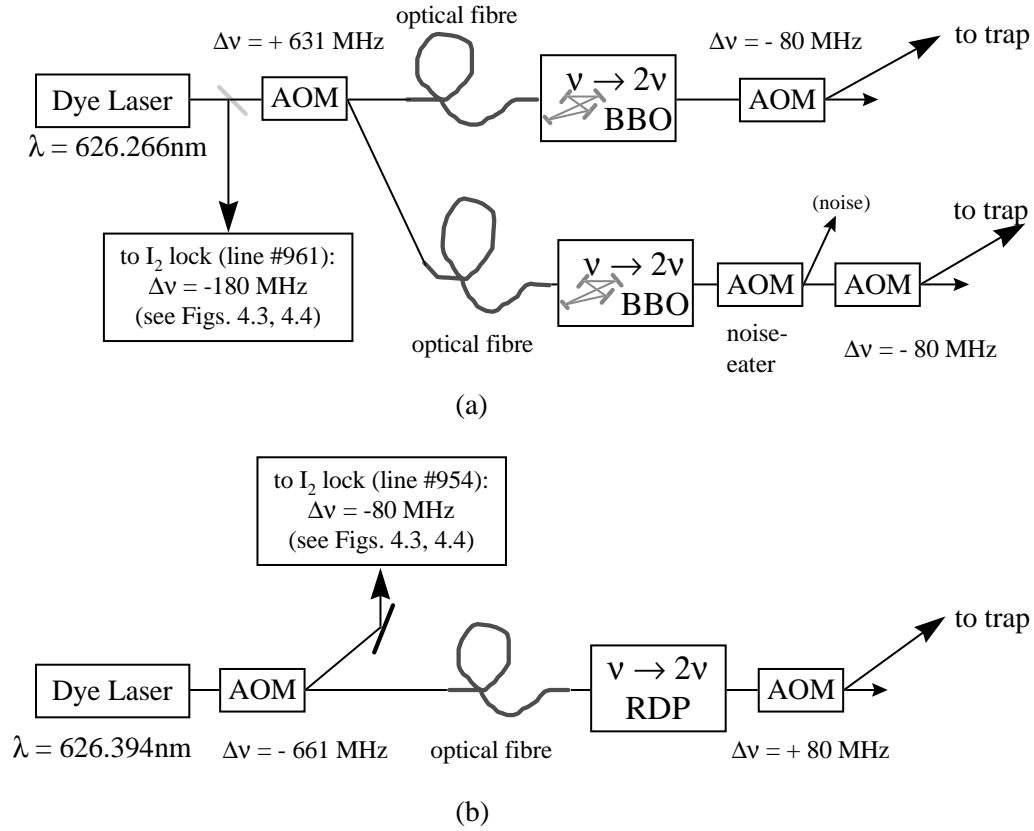 optical fibre
Δν = + 631 MHz
Δν = - 80 MHz
to trap
Dye Laser
AOM
ν → 2ν
BBO
AOM
λ = 626.266nm
(noise)
to trap
to I₂ lock (line #961):
Δν = -180 MHz
(see Figs. 4.3, 4.4)
ν → 2ν
BBO
AOM
AOM
optical fibre
noise-
eater
Δν = - 80 MHz
(a)
to I₂ lock (line #954):
Δν = -80 MHz
(see Figs. 4.3, 4.4)
to trap
Dye Laser
AOM
ν → 2ν
RDP
AOM
λ = 626.394nm
Δν = - 661 MHz
optical fibre
Δν = + 80 MHz
(b)